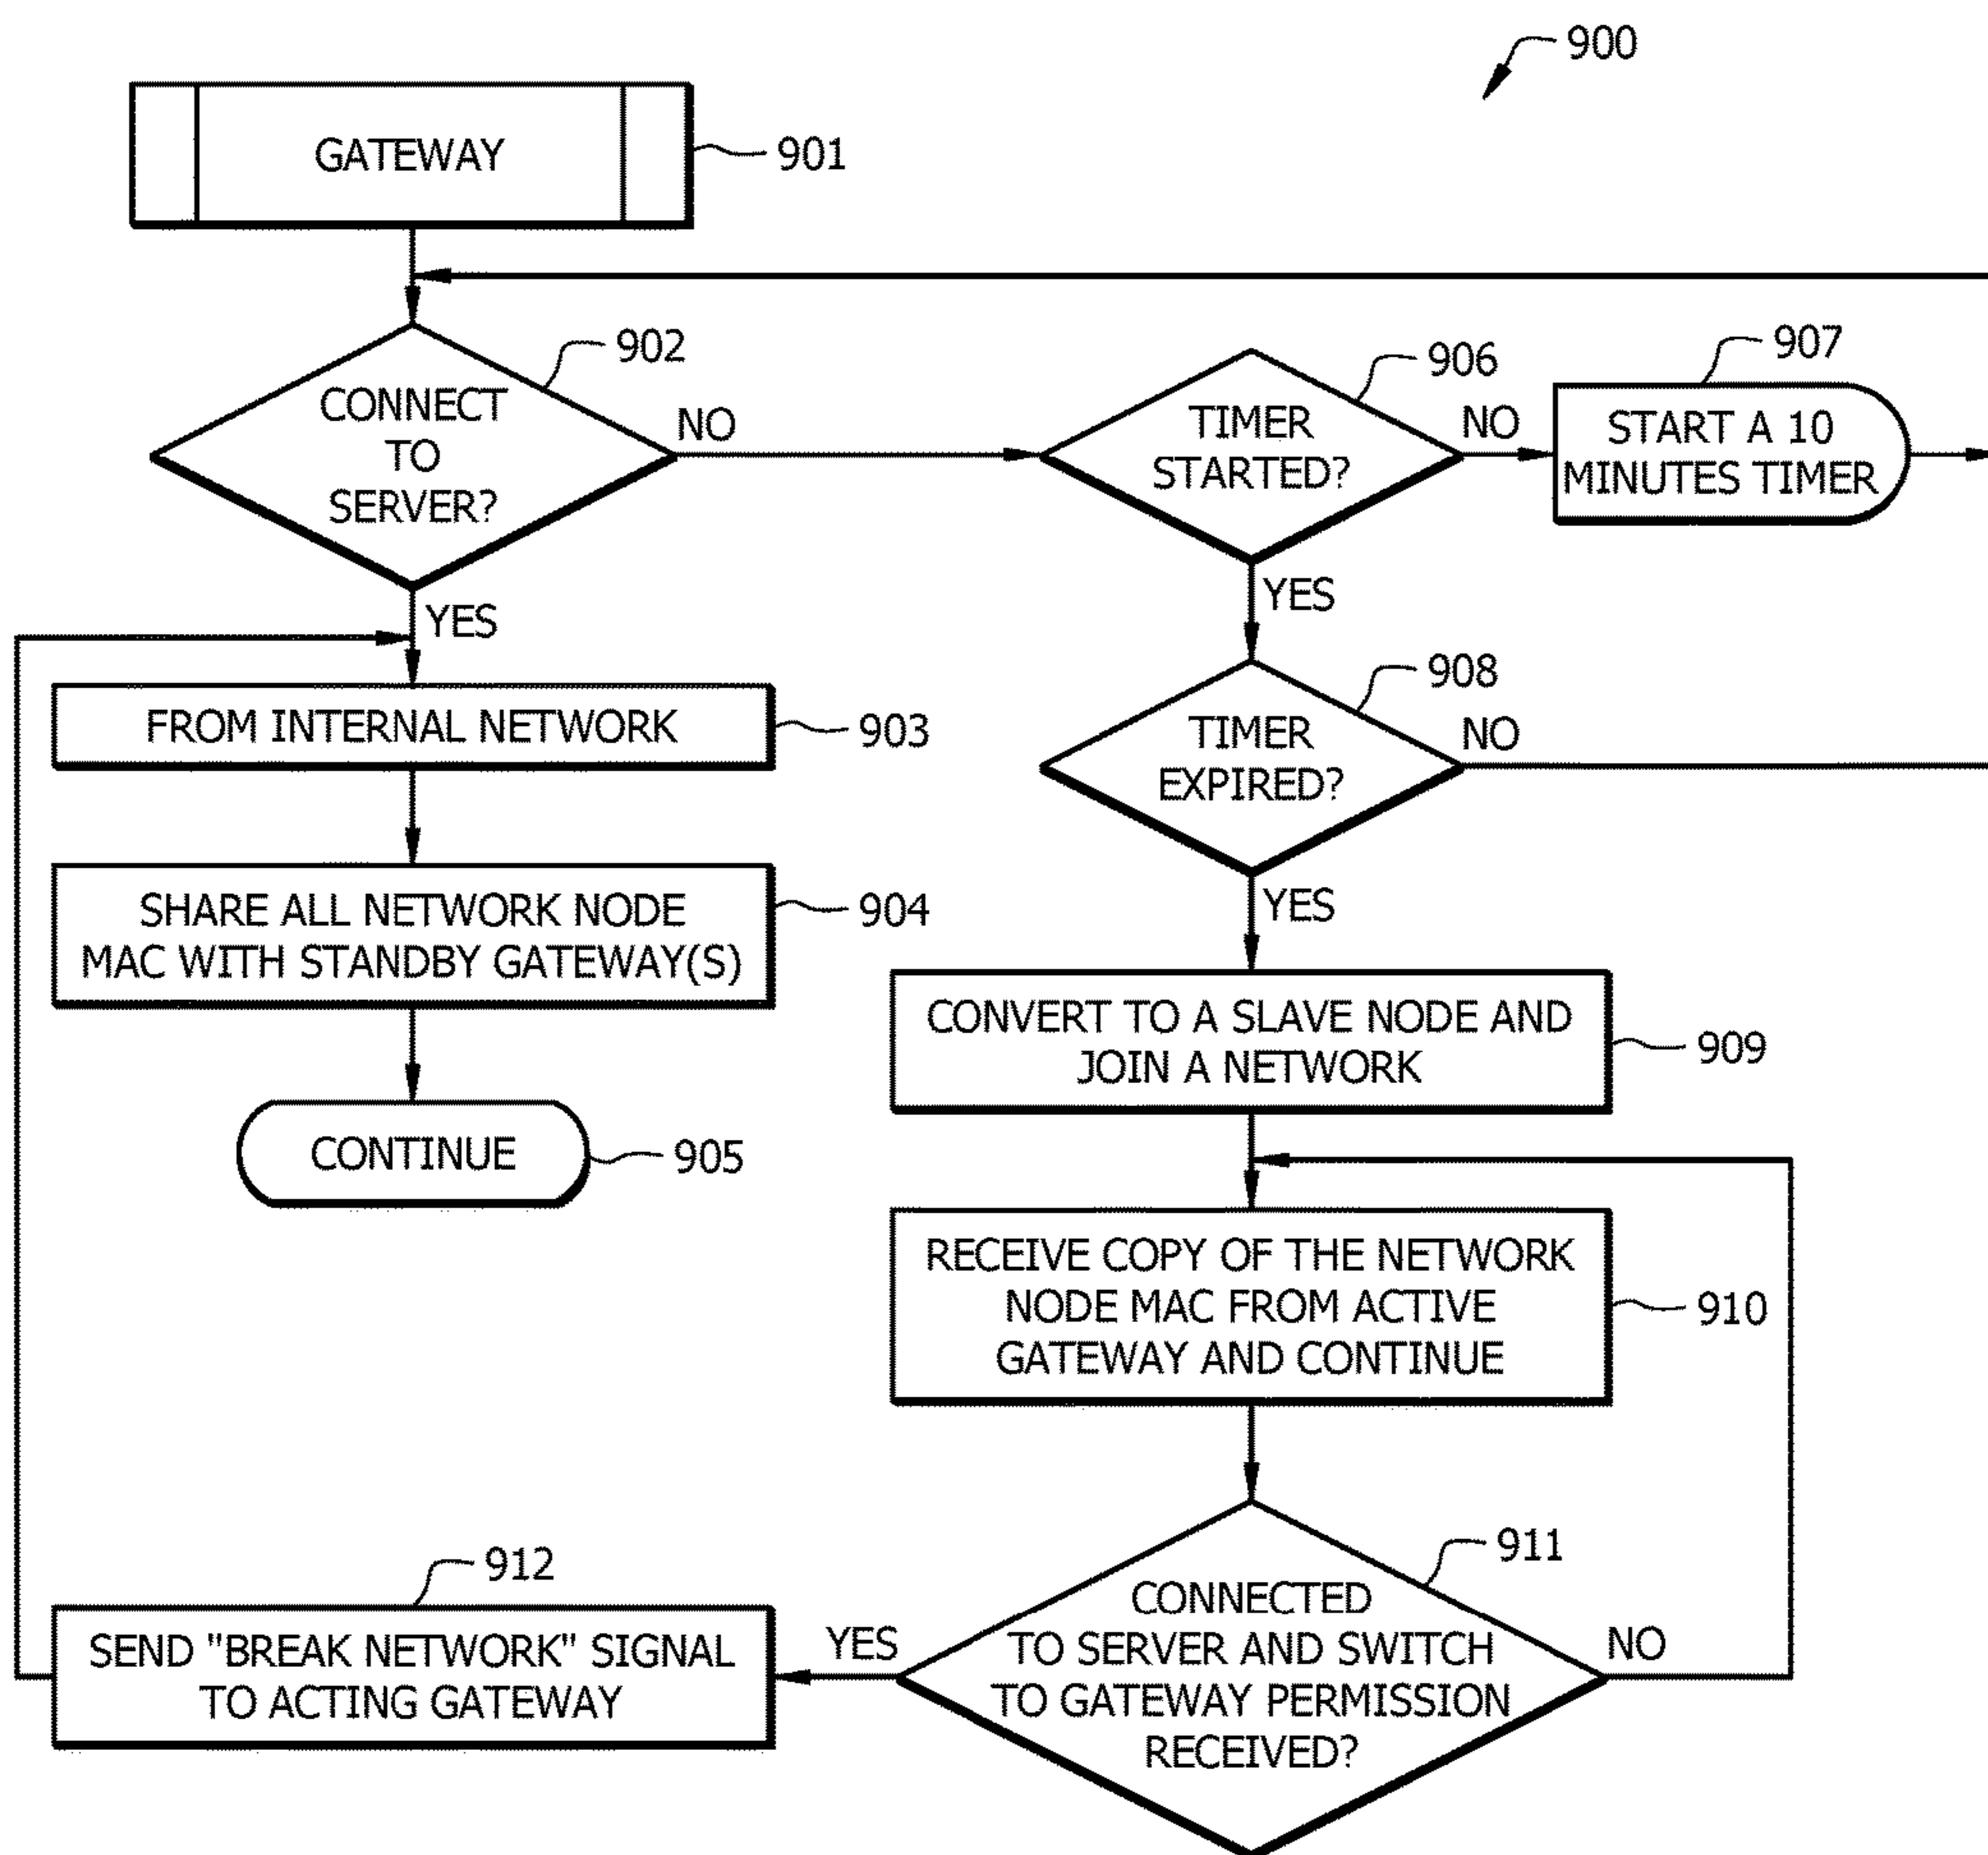 900
GATEWAY
901
902
CONNECT
TO
SERVER?
NO
YES
906
TIMER
STARTED?
NO
YES
907
START A 10
MINUTES TIMER
FROM INTERNAL NETWORK
903
908
TIMER
EXPIRED?
NO
YES
SHARE ALL NETWORK NODE
MAC WITH STANDBY GATEWAY(S)
904
CONTINUE
905
CONVERT TO A SLAVE NODE AND
JOIN A NETWORK
909
RECEIVE COPY OF THE NETWORK
NODE MAC FROM ACTIVE
GATEWAY AND CONTINUE
910
911
CONNECTED
TO SERVER AND SWITCH
TO GATEWAY PERMISSION
RECEIVED?
NO
YES
912
SEND "BREAK NETWORK" SIGNAL
TO ACTING GATEWAY